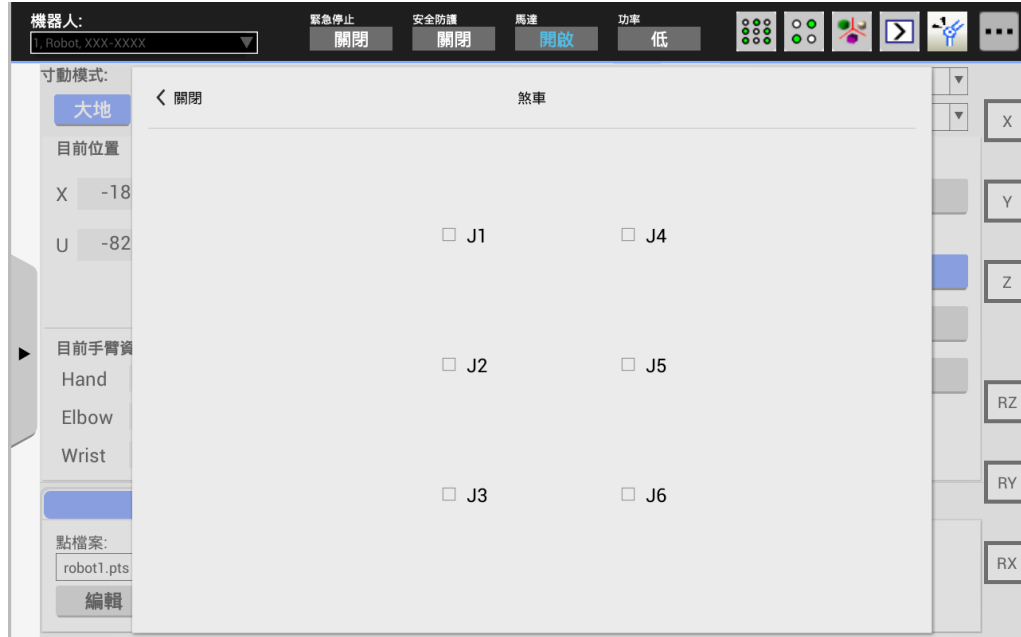 機器人:
1, Robot, XXX-XXXX
緊急停止
關閉
安全防護
關閉
馬達
開啟
功率
低
寸動模式:
大地
目前位置
X -18
U -82
目前手臂資
Hand
Elbow
Wrist
點檔案:
robot1.pts
編輯
關閉
煞車
J1 J4
J2 J5
J3 J6
X
Y
Z
RZ
RY
RX